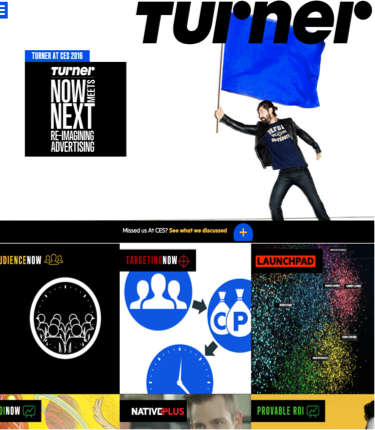 Turner
TURNER AT CES 2016
Turner
NOW
MEETS
NEXT
RE-IMAGINING
ADVERTISING
Missed us At CES? See what we discussed
+
UDIENCENOW
TARGETINGNOW
LAUNCHPAD
CP
OINOW
NATIVEPLUS
PROVABLE ROI